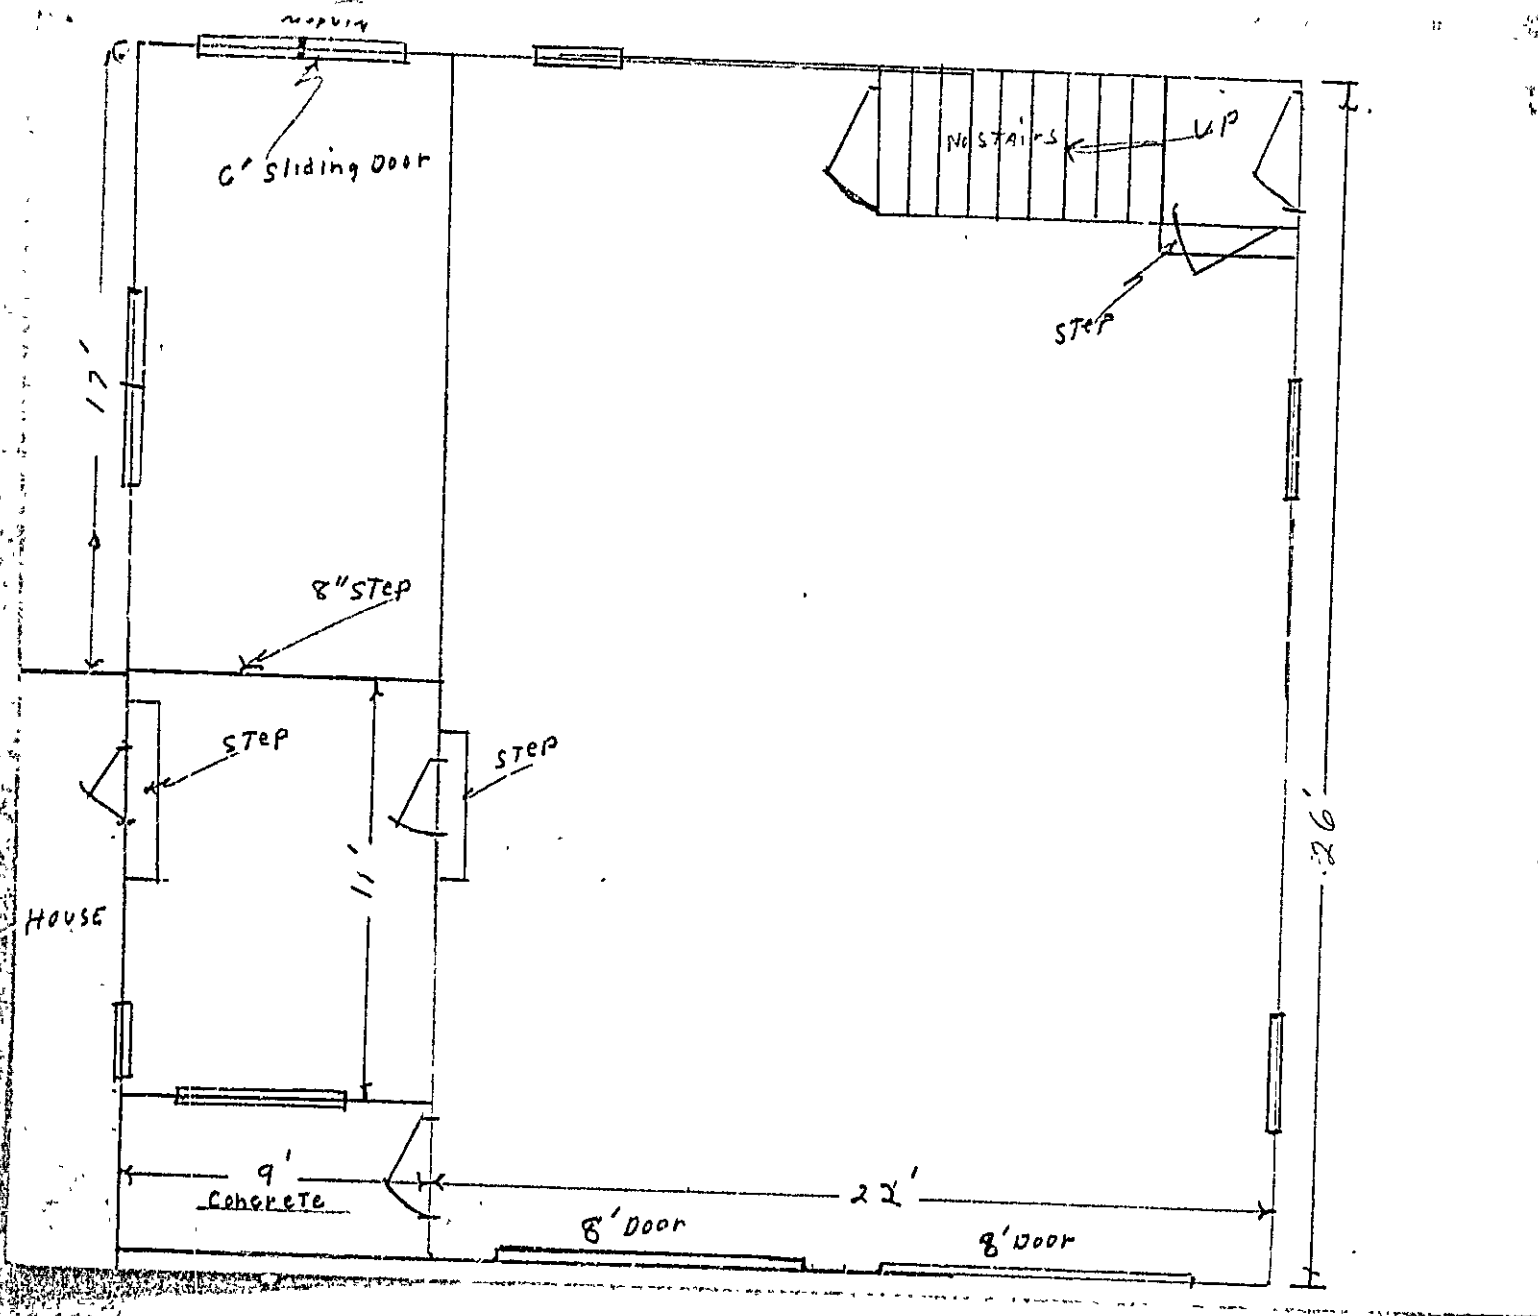 Window
6' Sliding Door
No STAirs
UP
STEP
17'
8" STEP
STEP
STEP
11'
26'
HOUSE
9'
Concrete
22'
8' Door
8' Door